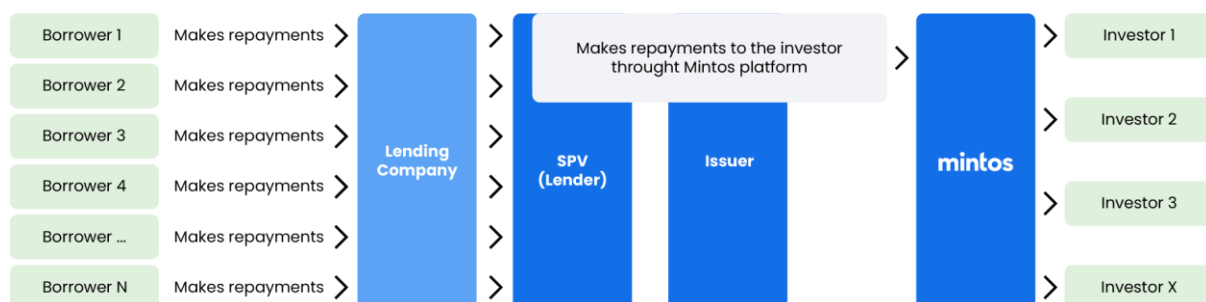 Borrower 1
Makes repayments
Borrower 2
Makes repayments
Borrower 3
Makes repayments
Borrower 4
Makes repayments
Borrower ...
Makes repayments
Borrower N
Makes repayments
Lending
Company
SPV
(Lender)
Makes repayments to the investor
throught Mintos platform
Issuer
mintos
Investor 1
Investor 2
Investor 3
Investor X